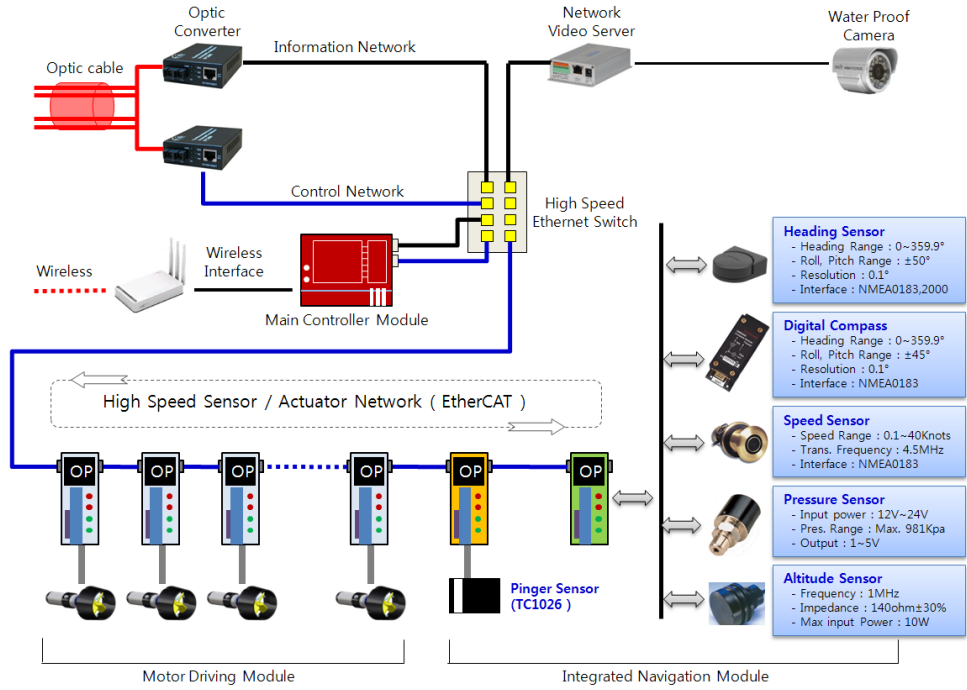 Optic
Converter
Network
Video Server
Water Proof
Camera
Information Network
Optic cable
Control Network
High Speed
Ethernet Switch
Wireless
Wireless
Interface
Main Controller Module
Heading Sensor
- Heading Range : 0~359.9°
- Roll, Pitch Range : ±50°
- Resolution : 0.1°
- Interface : NMEA0183,2000
Digital Compass
- Heading Range : 0~359.9°
- Roll, Pitch Range : ±45°
- Resolution : 0.1°
- Interface : NMEA0183
High Speed Sensor / Actuator Network ( EtherCAT )
Speed Sensor
- Speed Range : 0.1~40Knots
- Trans. Frequency : 4.5MHz
- Interface : NMEA0183
OP
OP
OP
OP
OP
OP
Pressure Sensor
- Input power : 12V~24V
- Pres. Range : Max. 981Kpa
- Output : 1~5V
Pinger Sensor
(TC1026 )
Altitude Sensor
- Frequency : 1MHz
- Impedance : 140ohm±30%
- Max input Power : 10W
Motor Driving Module
Integrated Navigation Module